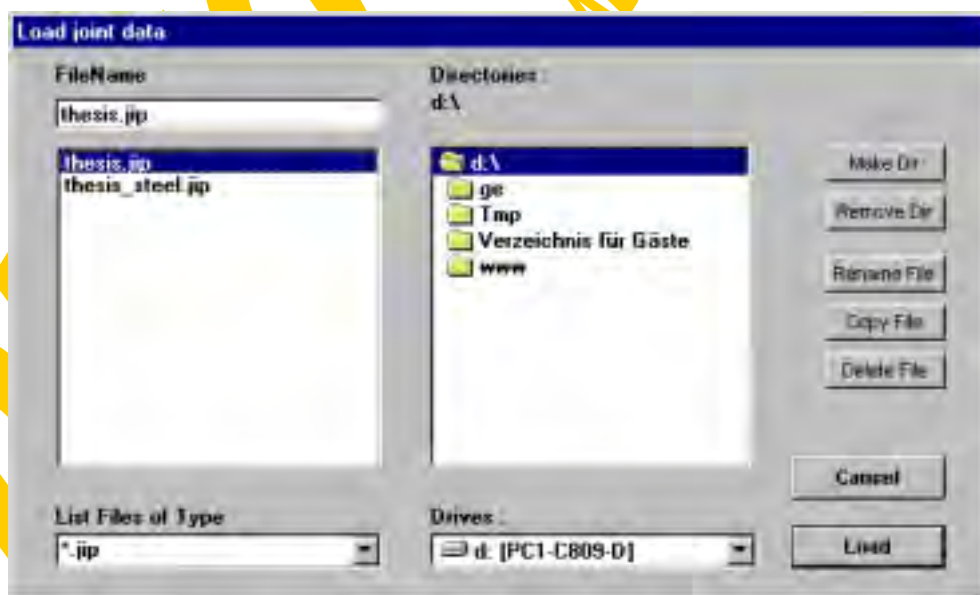 Load joint data
FileName
thesis.jip
thesis.jip
thesis_steel.jip
List Files of Type
*.jip
Directories :
d:\
d:\
ge
Tmp
Verzeichnis für Gäste
www
Drives :
d: [PC1-C809-D]
Make Dir
Remove Dir
Rename File
Copy File
Delete File
Cancel
Load